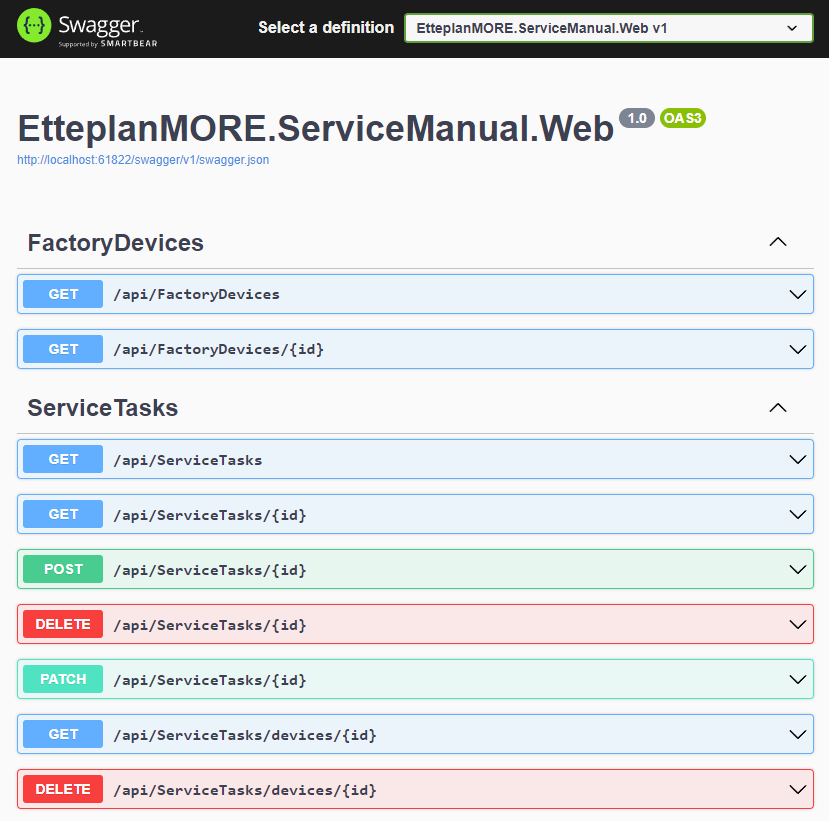 {···} Swagger™
Supported by SMARTBEAR
Select a definition
EtteplanMORE.ServiceManual.Web v1
EtteplanMORE.ServiceManual.Web 1.0 OAS3
http://localhost:61822/swagger/v1/swagger.json
FactoryDevices
GET /api/FactoryDevices
GET /api/FactoryDevices/{id}
ServiceTasks
GET /api/ServiceTasks
GET /api/ServiceTasks/{id}
POST /api/ServiceTasks/{id}
DELETE /api/ServiceTasks/{id}
PATCH /api/ServiceTasks/{id}
GET /api/ServiceTasks/devices/{id}
DELETE /api/ServiceTasks/devices/{id}